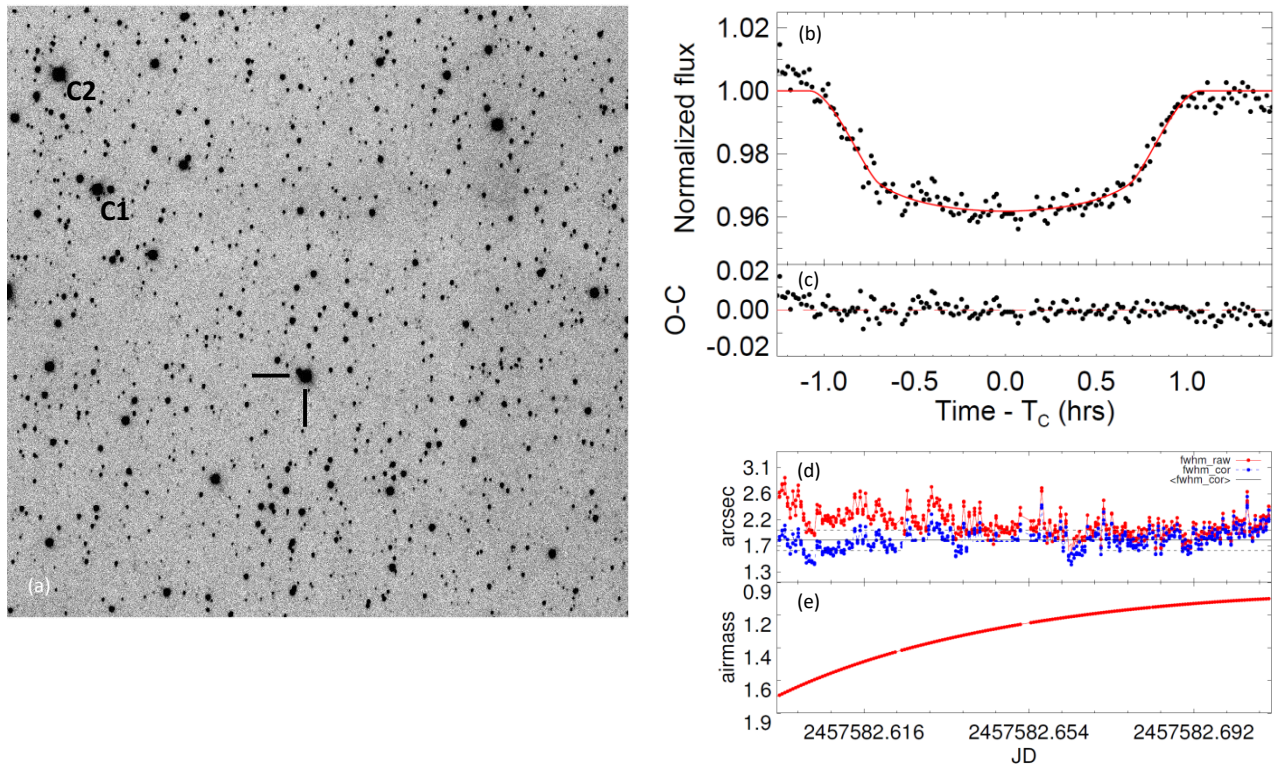 C2
C1
(a)
(b)
1.02
1.00
0.98
0.96
Normalized flux
(c)
0.02
0.00
-0.02
O-C
-1.0 -0.5 0.0 0.5 1.0
Time - T_C (hrs)
(d)
fwhm_raw
fwhm_cor
<fwhm_cor>
3.1
2.6
2.2
1.7
1.3
arcsec
(e)
0.9
1.2
1.4
1.6
1.9
airmass
2457582.616 2457582.654 2457582.692
JD